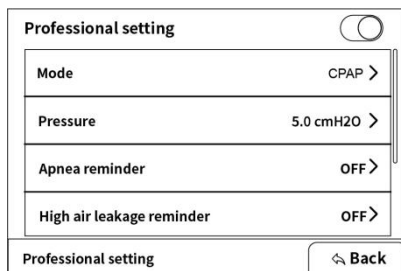 Professional setting
Mode CPAP >
Pressure 5.0 cmH2O >
Apnea reminder OFF>
High air leakage reminder OFF>
Professional setting Back